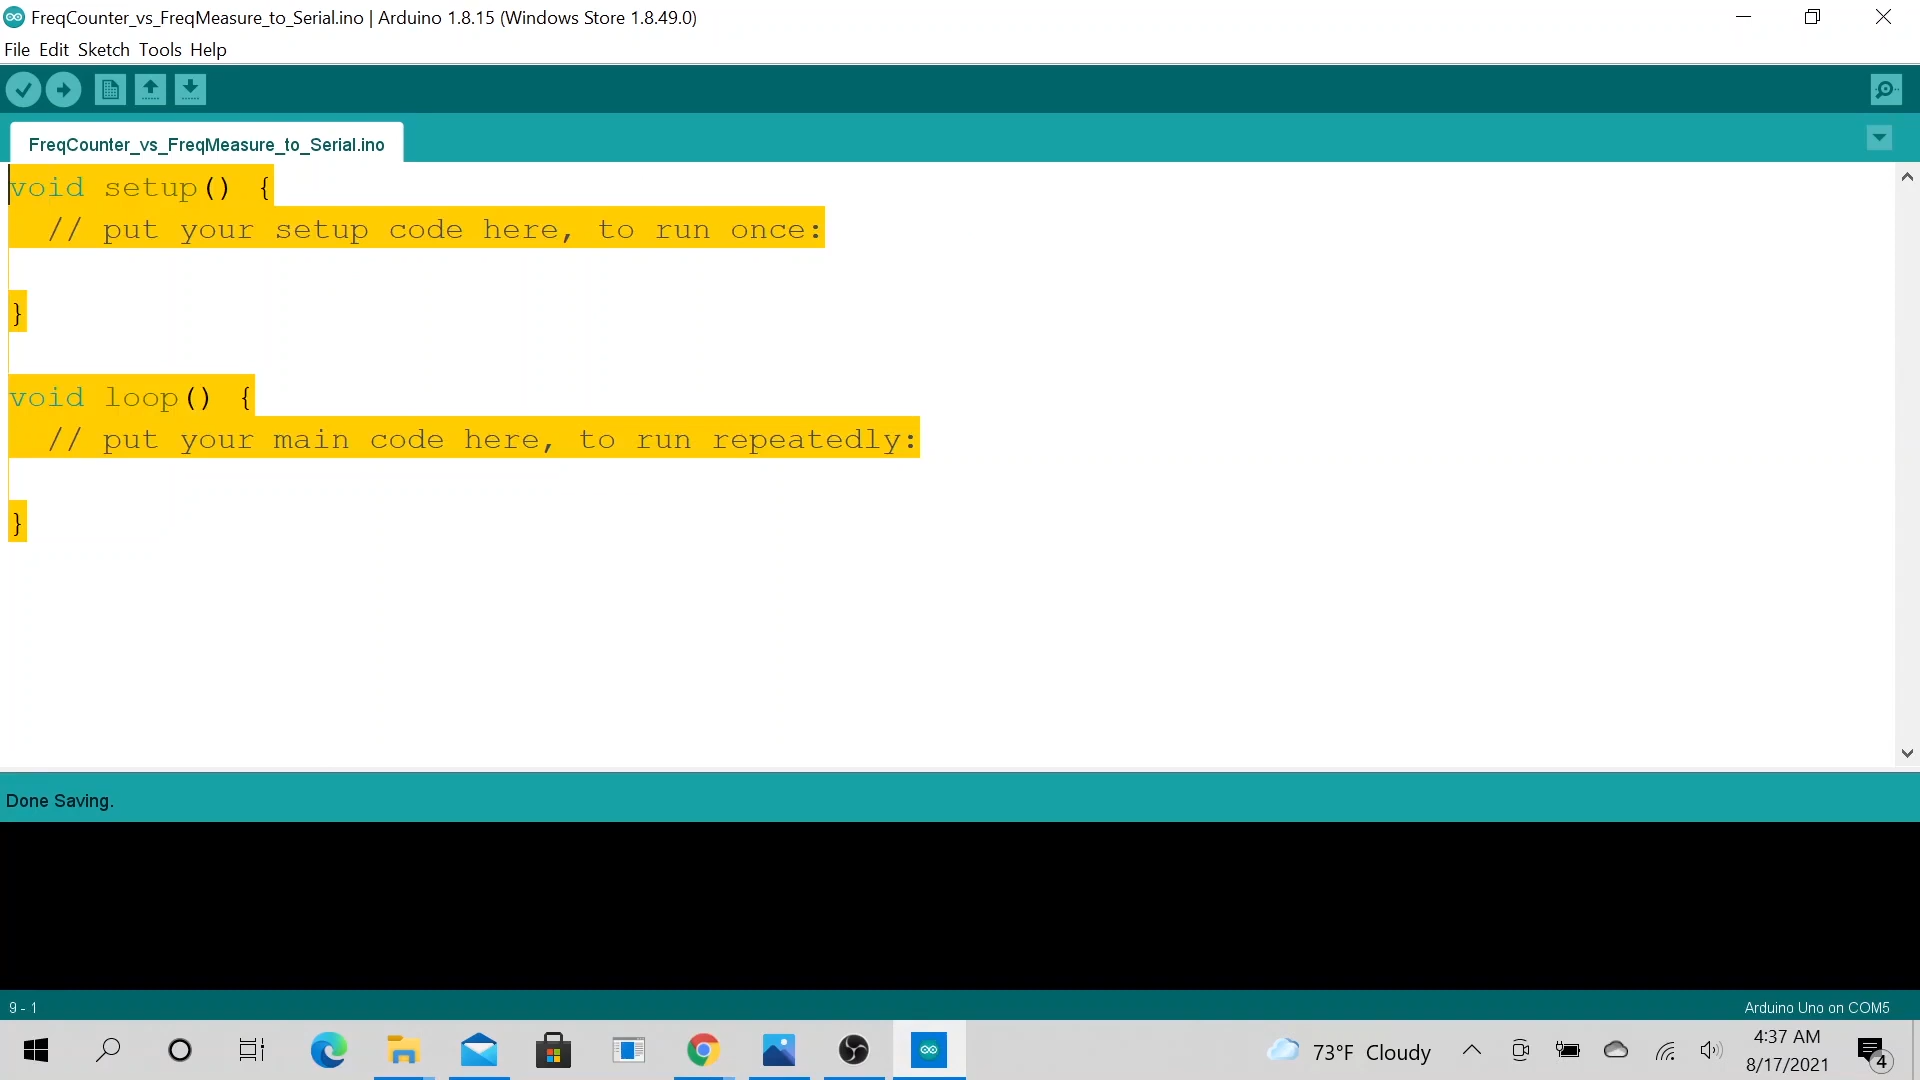 FreqCounter_vs_FreqMeasure_to_Serial.ino | Arduino 1.8.15 (Windows Store 1.8.49.0)
File Edit Sketch Tools Help
FreqCounter_vs_FreqMeasure_to_Serial.ino
void setup() {
  // put your setup code here, to run once:
}
void loop() {
  // put your main code here, to run repeatedly:
}
Done Saving.
9 - 1
Arduino Uno on COM5
73°F Cloudy
4:37 AM
8/17/2021
4